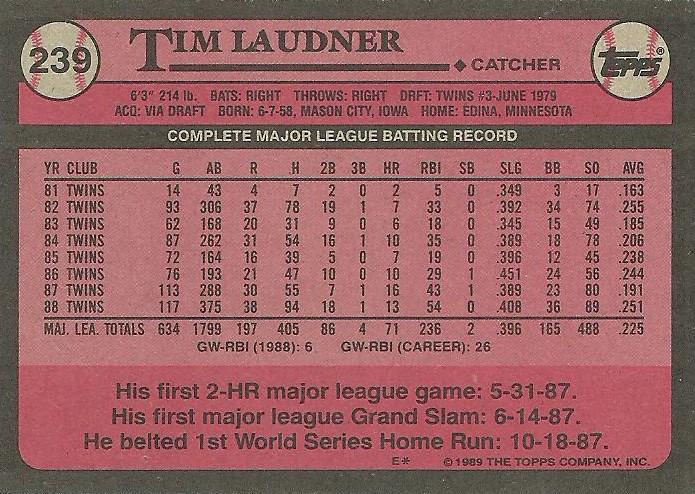 239
TIM LAUDNER
◆ CATCHER
TOPPS®
6'3" 214 lb. BATS: RIGHT THROWS: RIGHT DRFT: TWINS #3-JUNE 1979
ACQ: VIA DRAFT BORN: 6-7-58, MASON CITY, IOWA HOME: EDINA, MINNESOTA
COMPLETE MAJOR LEAGUE BATTING RECORD
YR CLUB G AB R H 2B 3B HR RBI SB SLG BB SO AVG
81 TWINS 14 43 4 7 2 0 2 5 0 .349 3 17 .163
82 TWINS 93 306 37 78 19 1 7 33 0 .392 34 74 .255
83 TWINS 62 168 20 31 9 0 6 18 0 .345 15 49 .185
84 TWINS 87 262 31 54 16 1 10 35 0 .389 18 78 .206
85 TWINS 72 164 16 39 5 0 7 19 0 .396 12 45 .238
86 TWINS 76 193 21 47 10 0 10 29 1 .451 24 56 .244
87 TWINS 113 288 30 55 7 1 16 43 1 .389 23 80 .191
88 TWINS 117 375 38 94 18 1 13 54 0 .408 36 89 .251
MAJ. LEA. TOTALS 634 1799 197 405 86 4 71 236 2 .396 165 488 .225
GW-RBI (1988): 6 GW-RBI (CAREER): 26
His first 2-HR major league game: 5-31-87.
His first major league Grand Slam: 6-14-87.
He belted 1st World Series Home Run: 10-18-87.
E* ©1989 THE TOPPS COMPANY, INC.